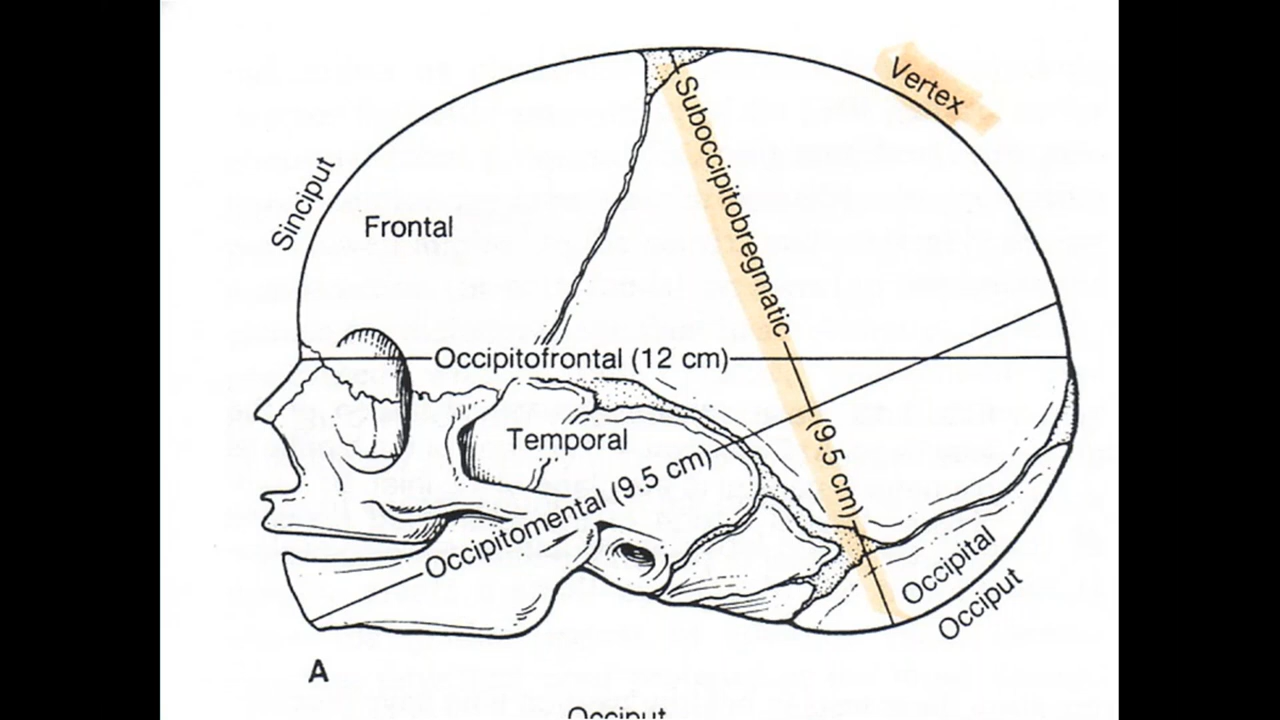 Vertex
Suboccipitobregmatic
(9.5 cm)
Sinciput
Frontal
Occipitofrontal (12 cm)
Temporal
Occipitomental (9.5 cm)
Occipital
Occiput
A
Occiput